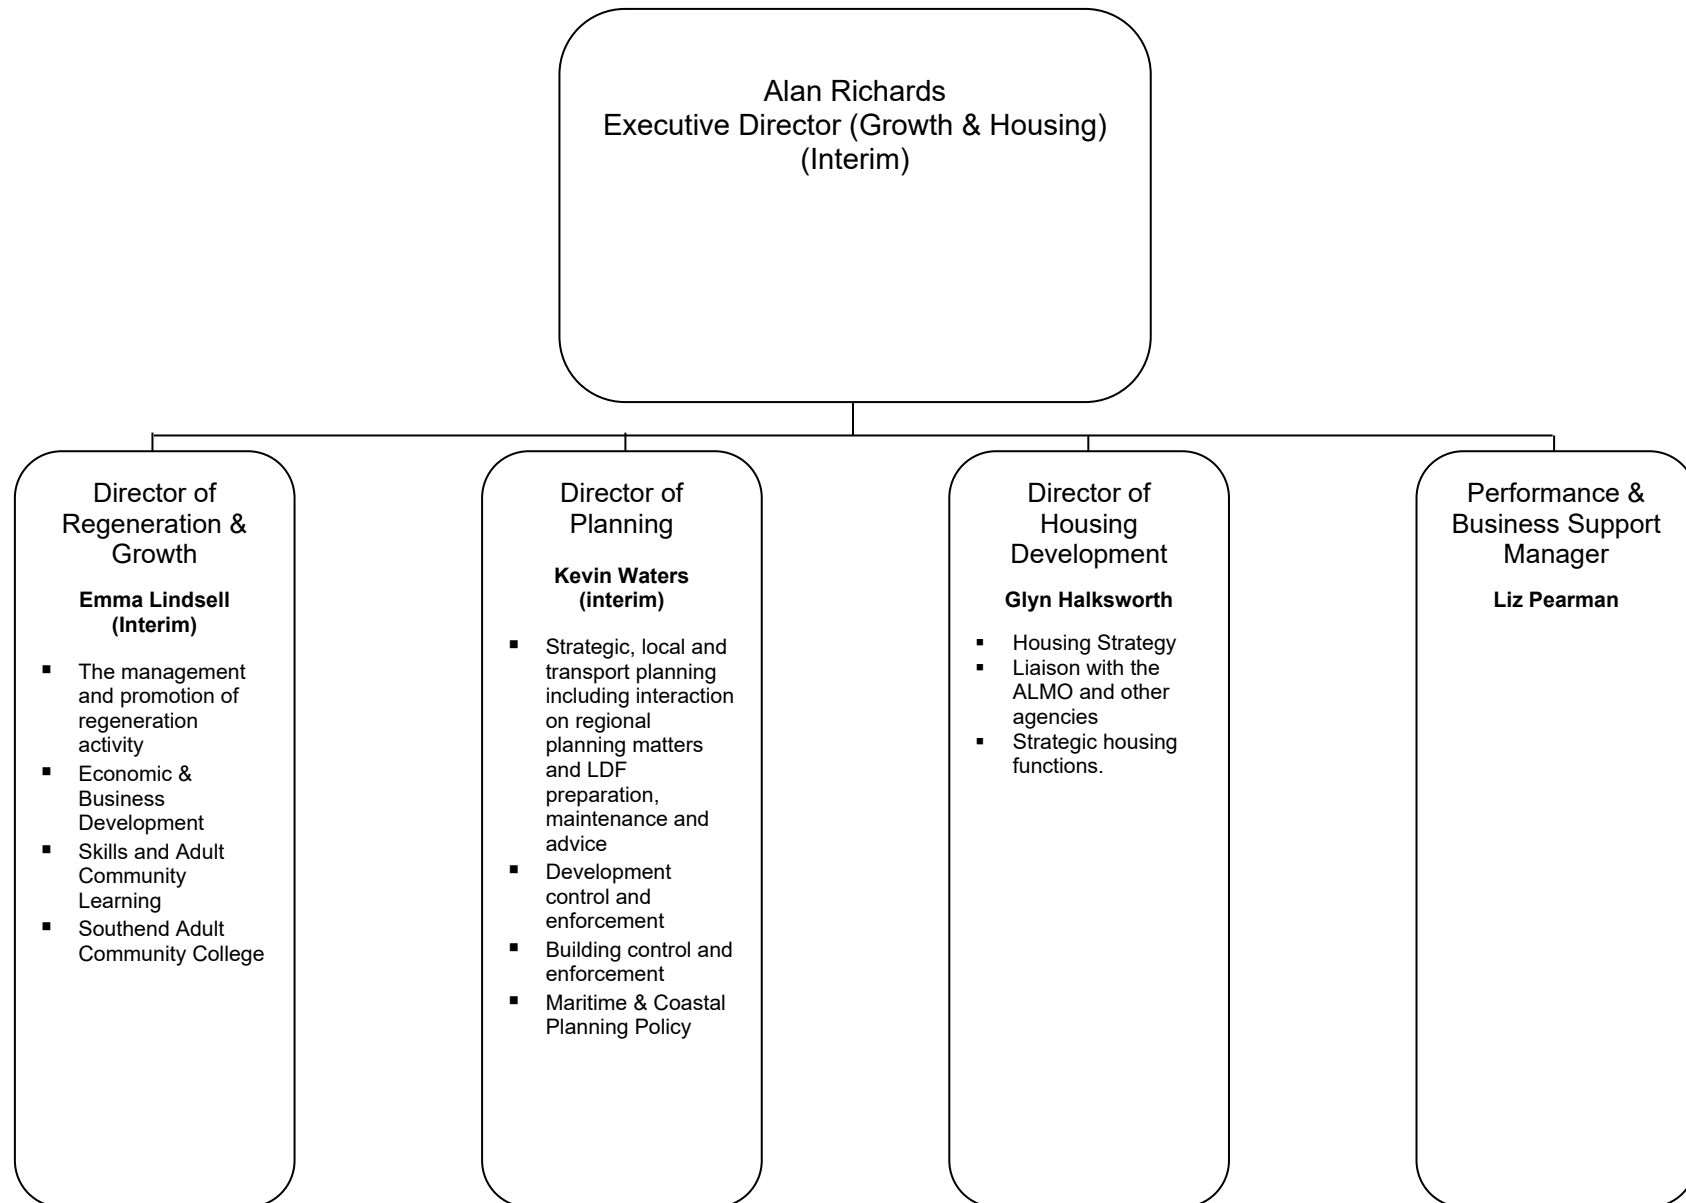 Alan Richards
Executive Director (Growth & Housing)
(Interim)
Director of
Regeneration &
Growth
Emma Lindsell
(Interim)
▪ The management
and promotion of
regeneration
activity
▪ Economic &
Business
Development
▪ Skills and Adult
Community
Learning
▪ Southend Adult
Community College
Director of
Planning
Kevin Waters
(interim)
▪ Strategic, local and
transport planning
including interaction
on regional
planning matters
and LDF
preparation,
maintenance and
advice
▪ Development
control and
enforcement
▪ Building control and
enforcement
▪ Maritime & Coastal
Planning Policy
Director of
Housing
Development
Glyn Halksworth
▪ Housing Strategy
▪ Liaison with the
ALMO and other
agencies
▪ Strategic housing
functions.
Performance &
Business Support
Manager
Liz Pearman